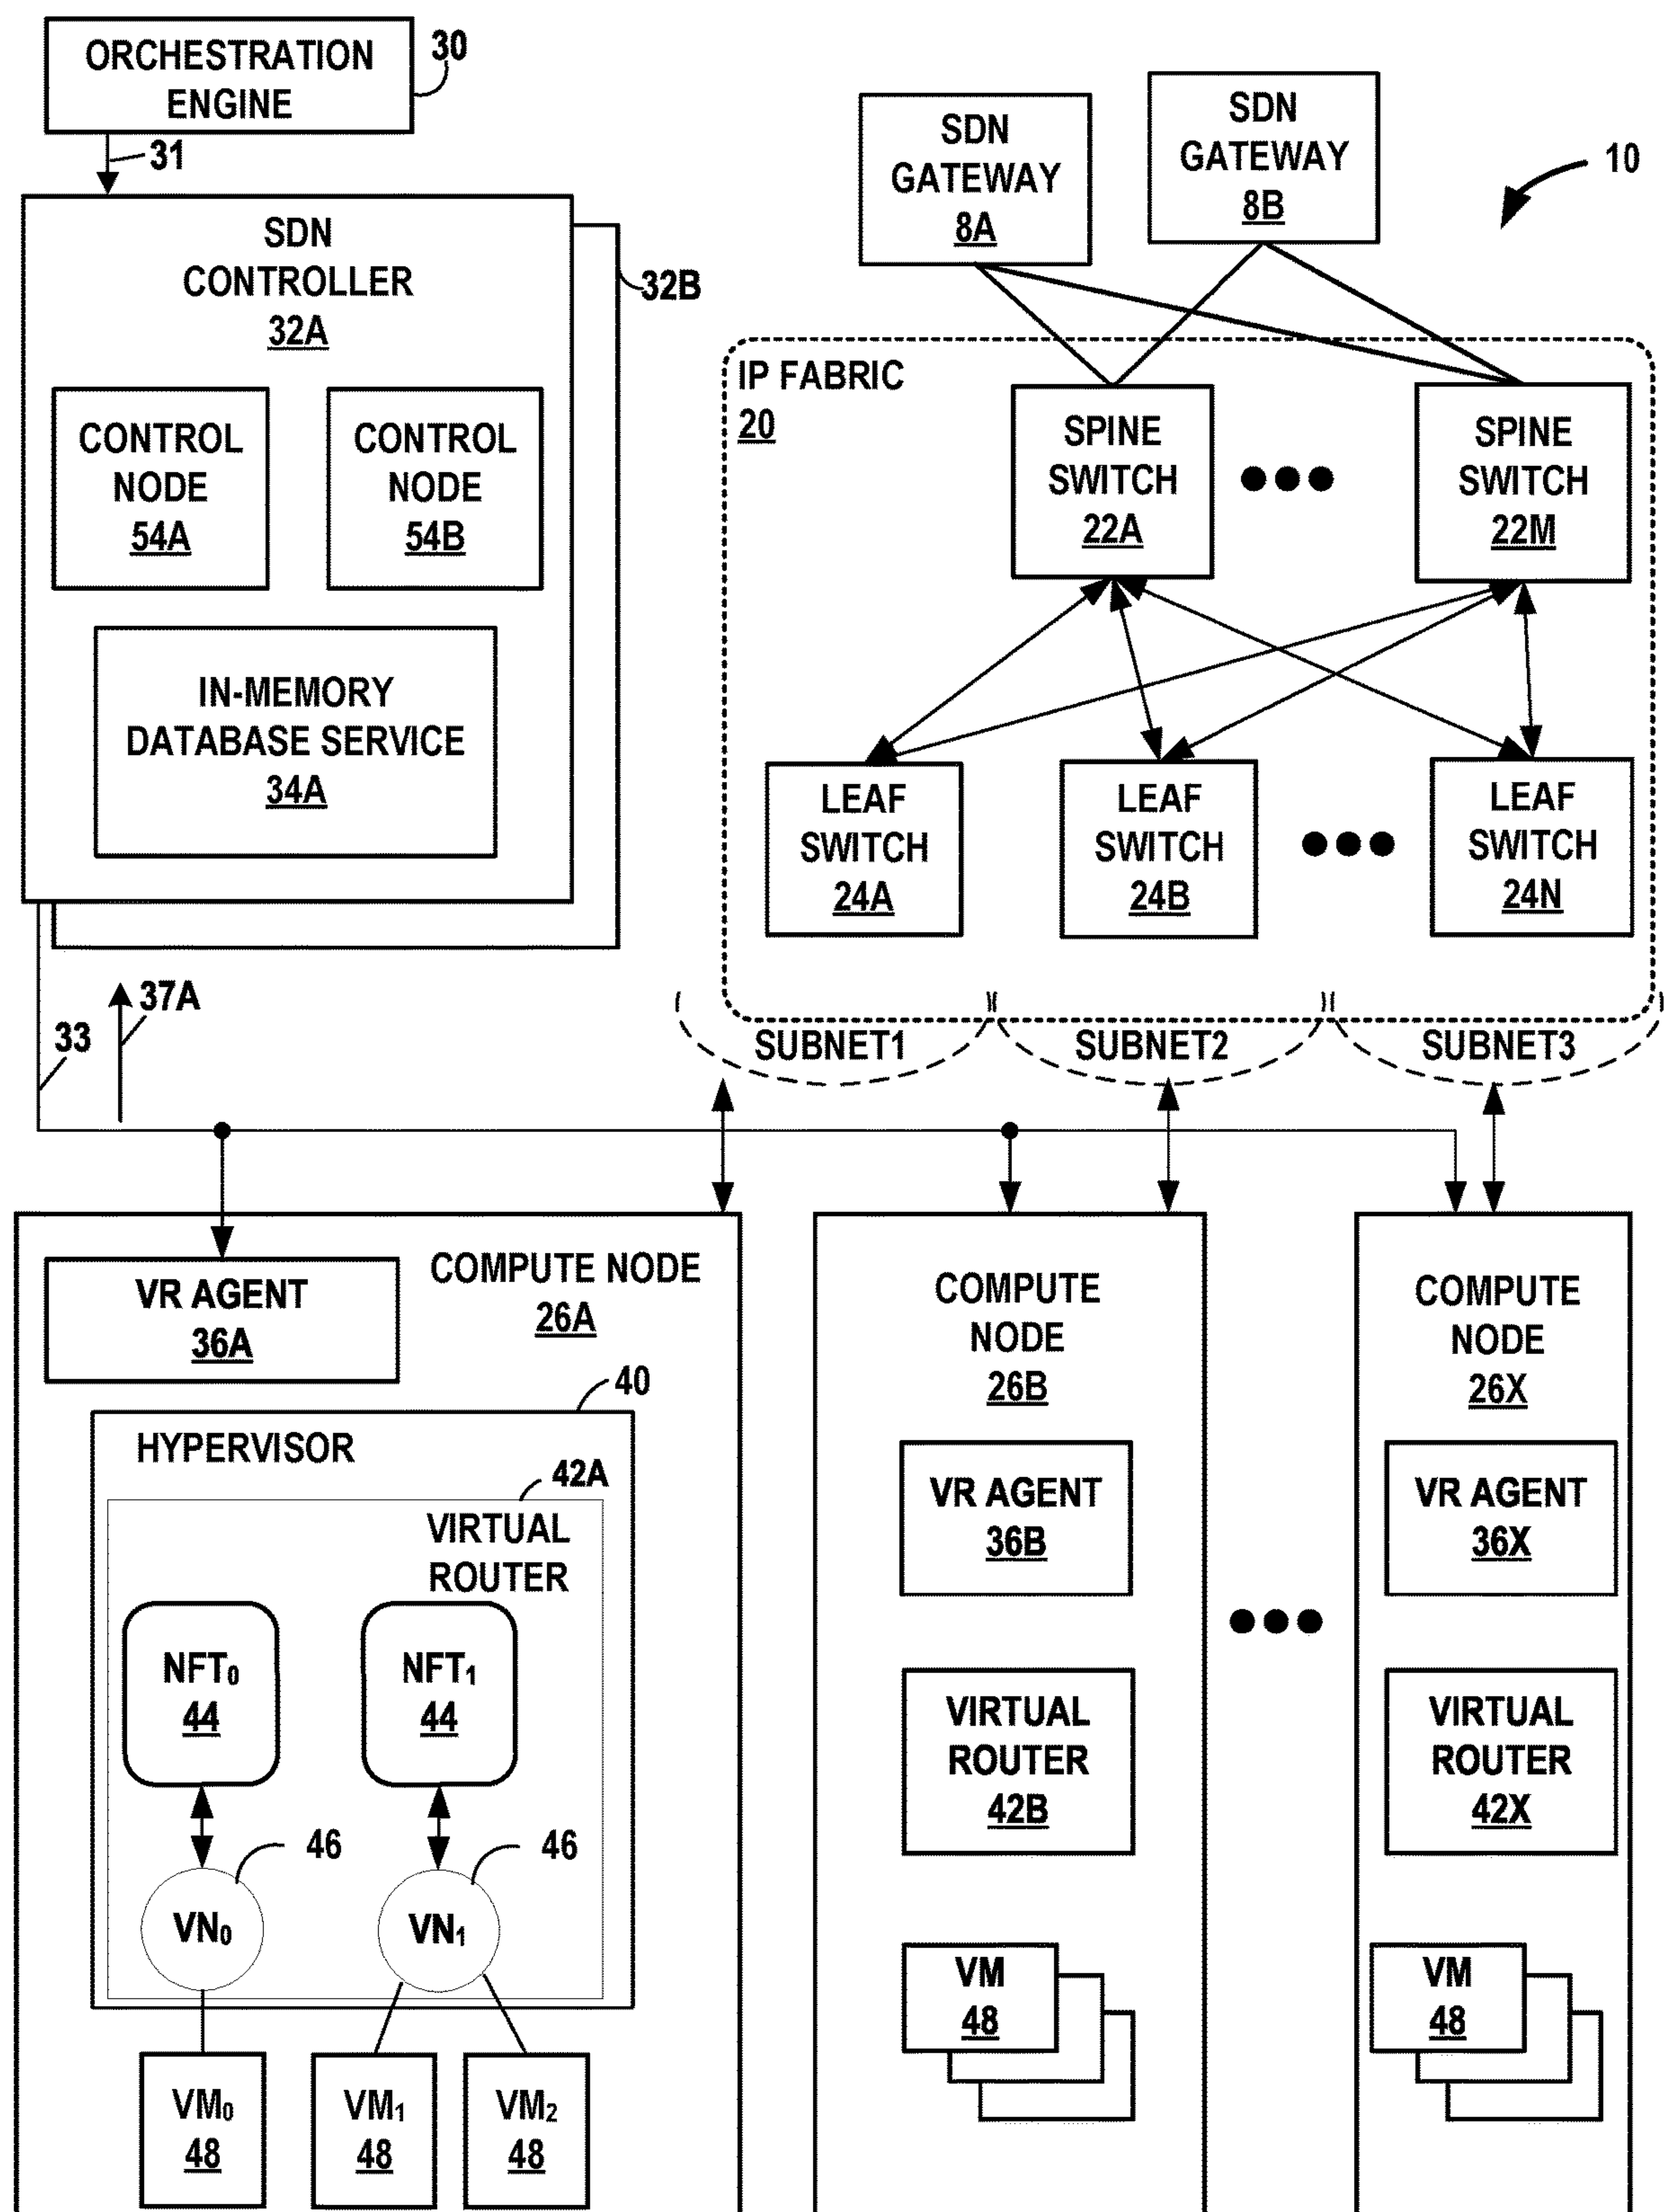 ORCHESTRATION
ENGINE
30
31
SDN
CONTROLLER
32A
32B
CONTROL
NODE
54A
CONTROL
NODE
54B
IN-MEMORY
DATABASE SERVICE
34A
SDN
GATEWAY
8A
SDN
GATEWAY
8B
10
IP FABRIC
20
SPINE
SWITCH
22A
SPINE
SWITCH
22M
LEAF
SWITCH
24A
LEAF
SWITCH
24B
LEAF
SWITCH
24N
37A
33
SUBNET1
SUBNET2
SUBNET3
VR AGENT
36A
COMPUTE NODE
26A
40
HYPERVISOR
42A
VIRTUAL
ROUTER
NFT₀
44
NFT₁
44
46
46
VN₀
VN₁
VM₀
48
VM₁
48
VM₂
48
COMPUTE
NODE
26B
VR AGENT
36B
VIRTUAL
ROUTER
42B
VM
48
COMPUTE
NODE
26X
VR AGENT
36X
VIRTUAL
ROUTER
42X
VM
48